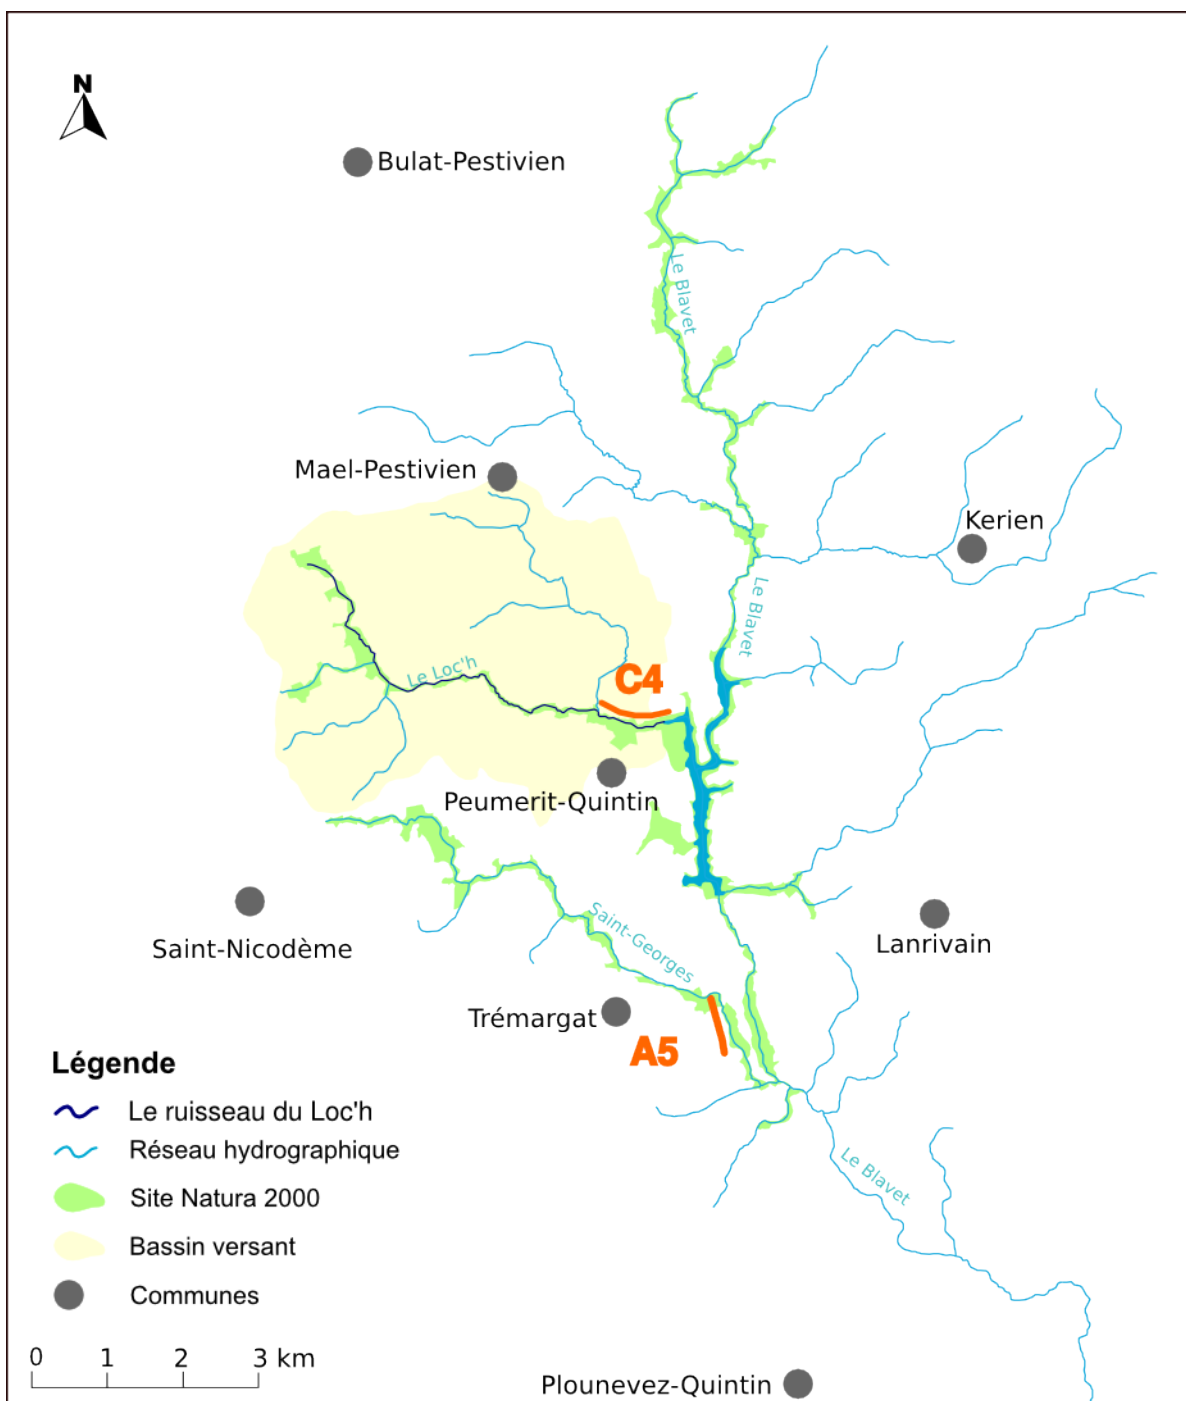 N
Bulat-Pestivien
Le Blavet
Mael-Pestivien
Kerien
Le Blavet
Le Loc'h
C4
Peumerit-Quintin
Saint-Nicodème
Saint-Georges
Lanrivain
Trémargat
A5
Légende
Le ruisseau du Loc'h
Réseau hydrographique
Site Natura 2000
Bassin versant
Communes
Le Blavet
0 1 2 3 km
Plounevez-Quintin